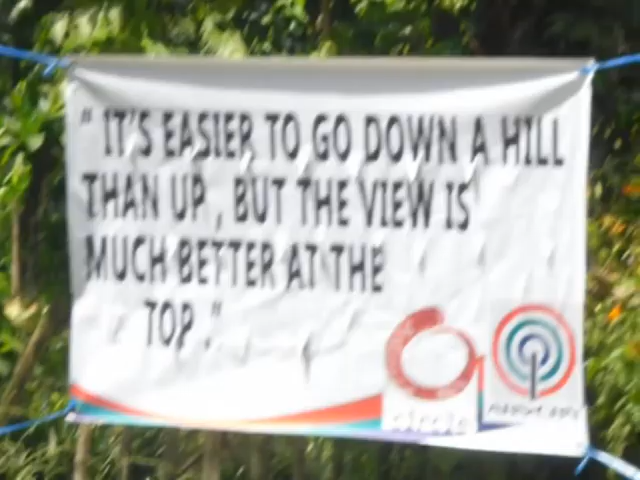 " IT'S EASIER TO GO DOWN A HILL
THAN UP , BUT THE VIEW IS
MUCH BETTER AT THE
TOP ."